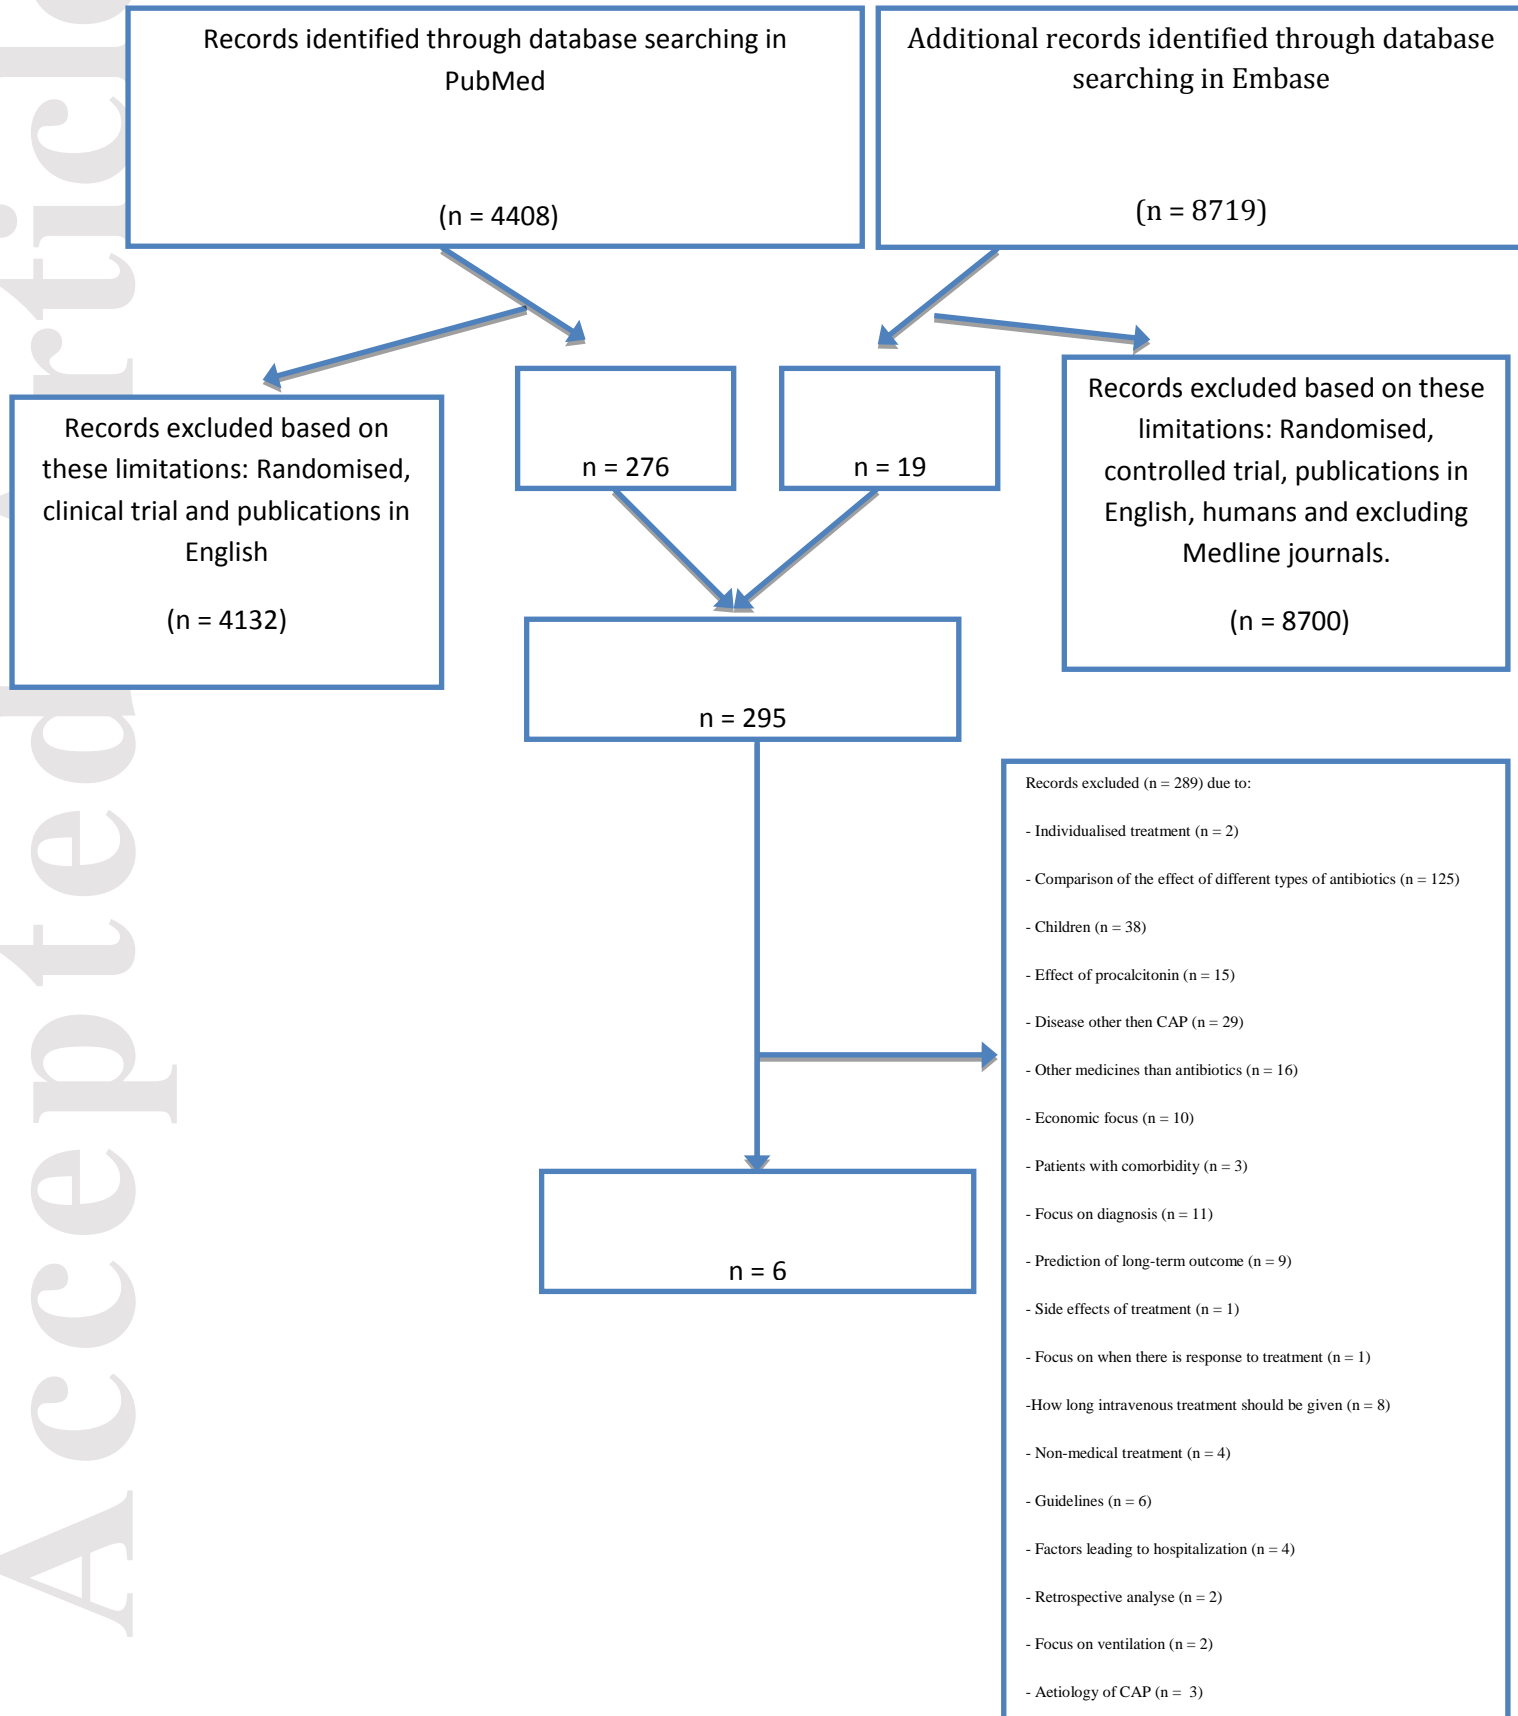 Records identified through database searching in
PubMed
(n = 4408)
Additional records identified through database
searching in Embase
(n = 8719)
Records excluded based on
these limitations: Randomised,
clinical trial and publications in
English
(n = 4132)
n = 276
n = 19
Records excluded based on these
limitations: Randomised,
controlled trial, publications in
English, humans and excluding
Medline journals.
(n = 8700)
n = 295
Records excluded (n = 289) due to:
- Individualised treatment (n = 2)
- Comparison of the effect of different types of antibiotics (n = 125)
- Children (n = 38)
- Effect of procalcitonin (n = 15)
- Disease other then CAP (n = 29)
- Other medicines than antibiotics (n = 16)
- Economic focus (n = 10)
- Patients with comorbidity (n = 3)
- Focus on diagnosis (n = 11)
- Prediction of long-term outcome (n = 9)
- Side effects of treatment (n = 1)
- Focus on when there is response to treatment (n = 1)
-How long intravenous treatment should be given (n = 8)
- Non-medical treatment (n = 4)
- Guidelines (n = 6)
- Factors leading to hospitalization (n = 4)
- Retrospective analyse (n = 2)
- Focus on ventilation (n = 2)
- Aetiology of CAP (n =  3)
n = 6
Accepted